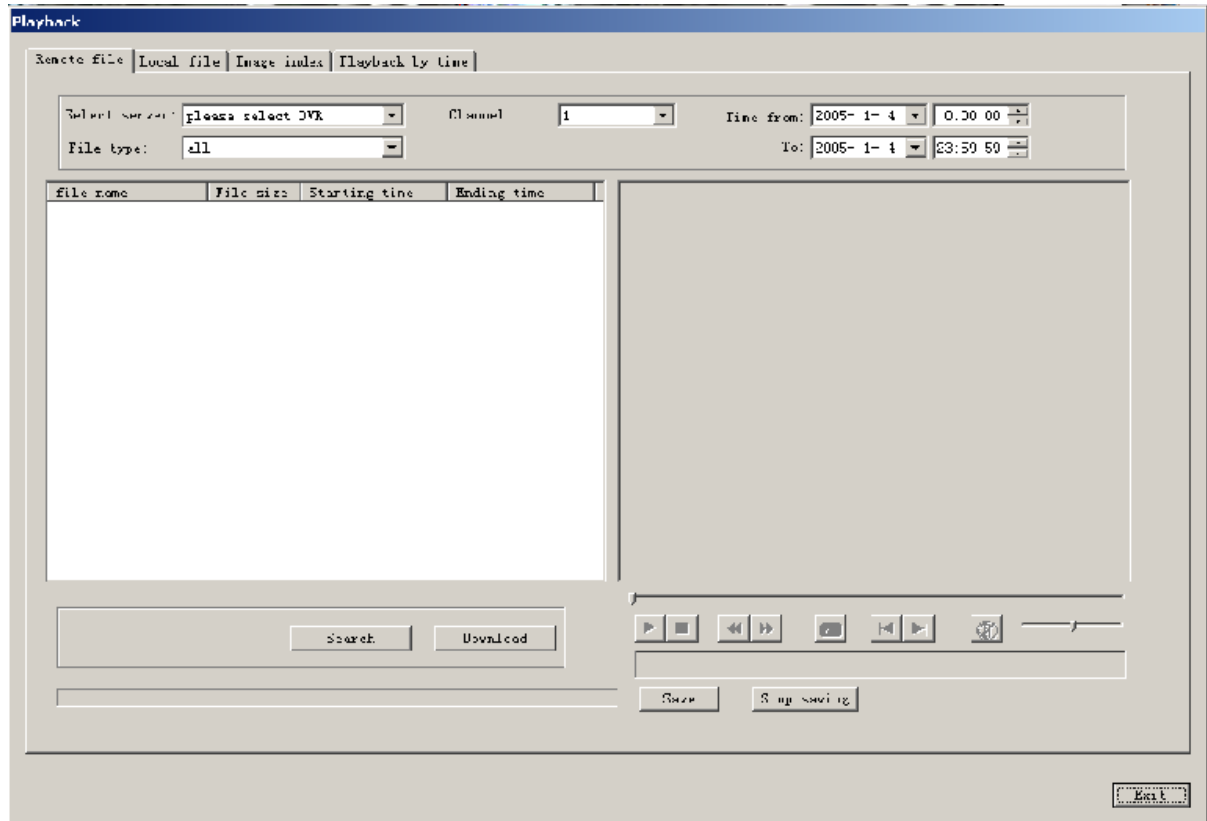 Playback
Remote file Local file Image index Playback by time
Select server: please select DVR Channel 1 Time from: 2005- 1- 4 0:00:00
File type: all To: 2005- 1- 4 23:59:59
file name File size Starting time Ending time
Search Download
Save Stop saving
Exit